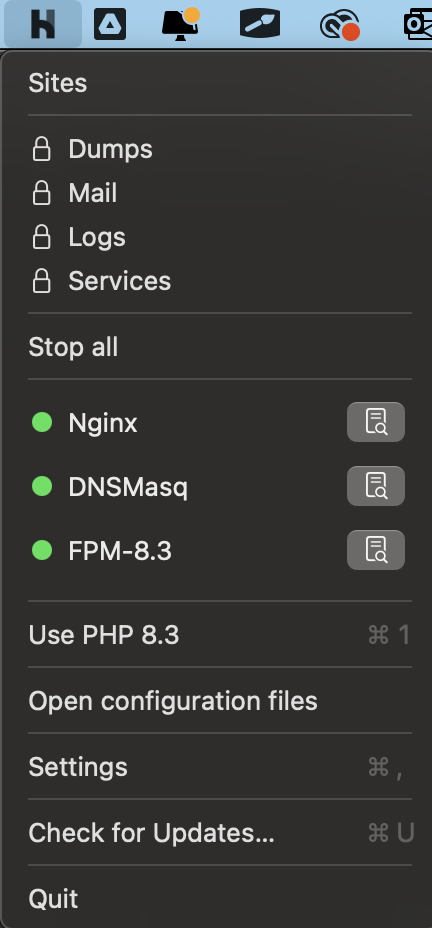 Sites
Dumps
Mail
Logs
Services
Stop all
Nginx
DNSMasq
FPM-8.3
Use PHP 8.3 ⌘ 1
Open configuration files
Settings ⌘ ,
Check for Updates... ⌘ U
Quit